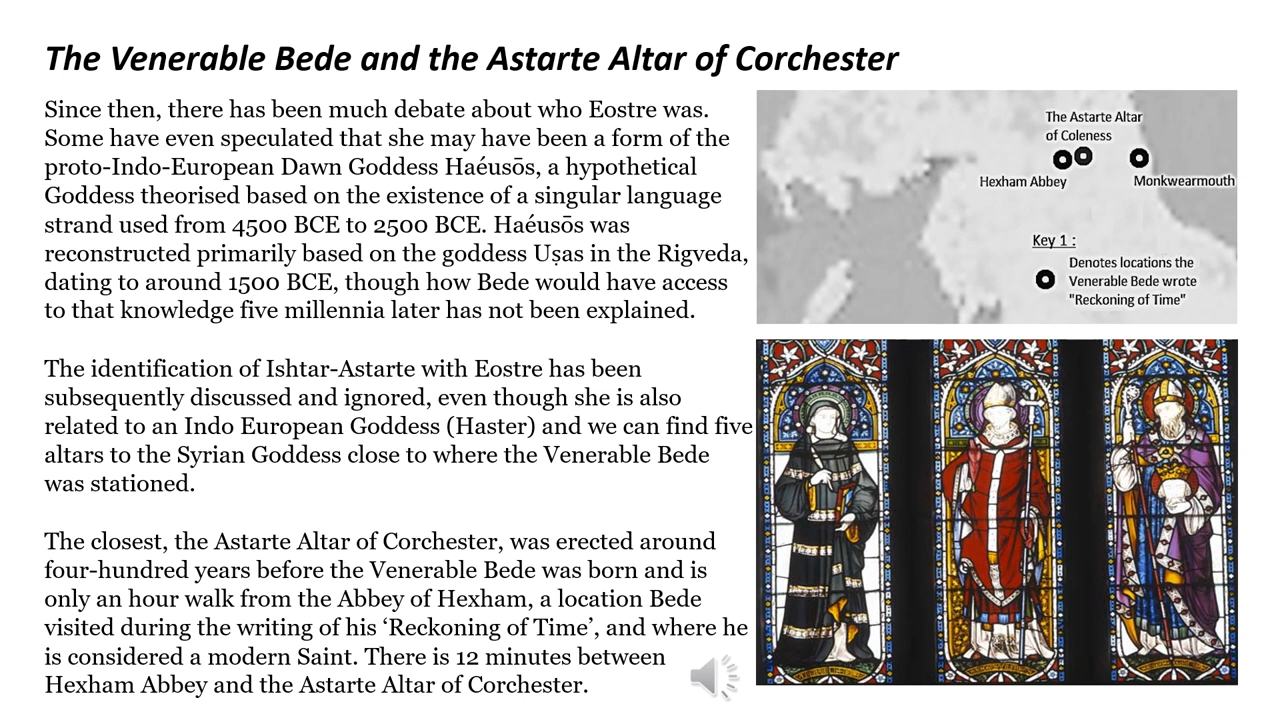 The Venerable Bede and the Astarte Altar of Corchester
Since then, there has been much debate about who Eostre was.
Some have even speculated that she may have been a form of the
proto-Indo-European Dawn Goddess Haéusōs, a hypothetical
Goddess theorised based on the existence of a singular language
strand used from 4500 BCE to 2500 BCE. Haéusōs was
reconstructed primarily based on the goddess Uṣas in the Rigveda,
dating to around 1500 BCE, though how Bede would have access
to that knowledge five millennia later has not been explained.
The identification of Ishtar-Astarte with Eostre has been
subsequently discussed and ignored, even though she is also
related to an Indo European Goddess (Haster) and we can find five
altars to the Syrian Goddess close to where the Venerable Bede
was stationed.
The closest, the Astarte Altar of Corchester, was erected around
four-hundred years before the Venerable Bede was born and is
only an hour walk from the Abbey of Hexham, a location Bede
visited during the writing of his ‘Reckoning of Time’, and where he
is considered a modern Saint. There is 12 minutes between
Hexham Abbey and the Astarte Altar of Corchester.
The Astarte Altar
of Coleness
Hexham Abbey
Monkwearmouth
Key 1 :
Denotes locations the
Venerable Bede wrote
"Reckoning of Time"